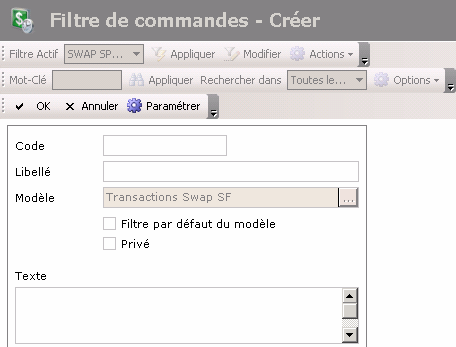 Filtre de commandes - Créer
Filtre Actif SWAP SP... Appliquer Modifier Actions
Mot-Clé Appliquer Rechercher dans Toutes le... Options
OK Annuler Paramétrer
Code
Libellé
Modèle Transactions Swap SF ...
Filtre par défaut du modèle
Privé
Texte